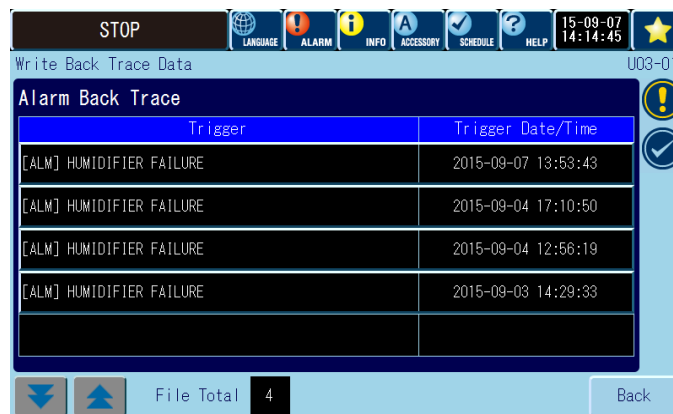 STOP
LANGUAGE ALARM INFO ACCESSORY SCHEDULE HELP
15-09-07
14:14:45
Write Back Trace Data
U03-01
Alarm Back Trace
Trigger Trigger Date/Time
[ALM] HUMIDIFIER FAILURE 2015-09-07 13:53:43
[ALM] HUMIDIFIER FAILURE 2015-09-04 17:10:50
[ALM] HUMIDIFIER FAILURE 2015-09-04 12:56:19
[ALM] HUMIDIFIER FAILURE 2015-09-03 14:29:33
File Total 4
Back